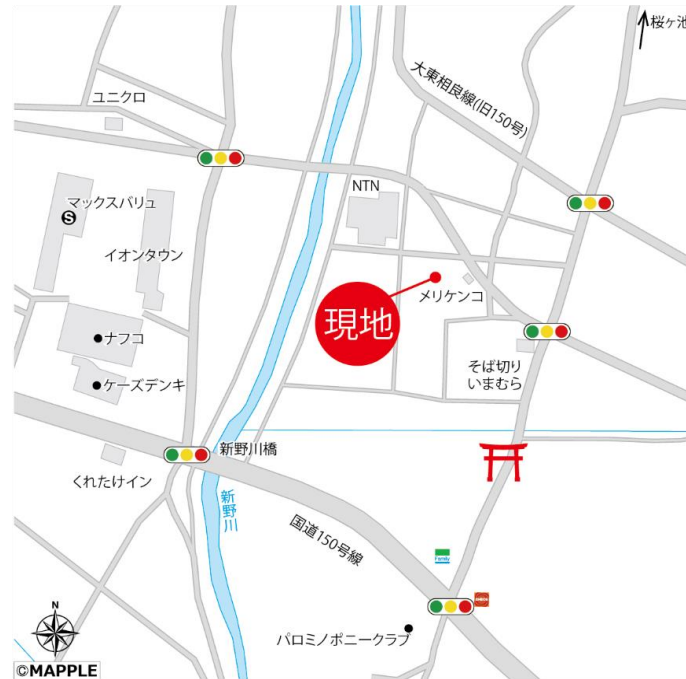 桜ヶ池
大東相良線(旧150号)
ユニクロ
NTN
マックスバリュ
S
イオンタウン
メリケンコ
現地
ナフコ
そば切り
いまむら
ケーズデンキ
新野川橋
くれたけイン
新野川
国道150号線
Family
パロミノポニークラブ
N
©MAPPLE